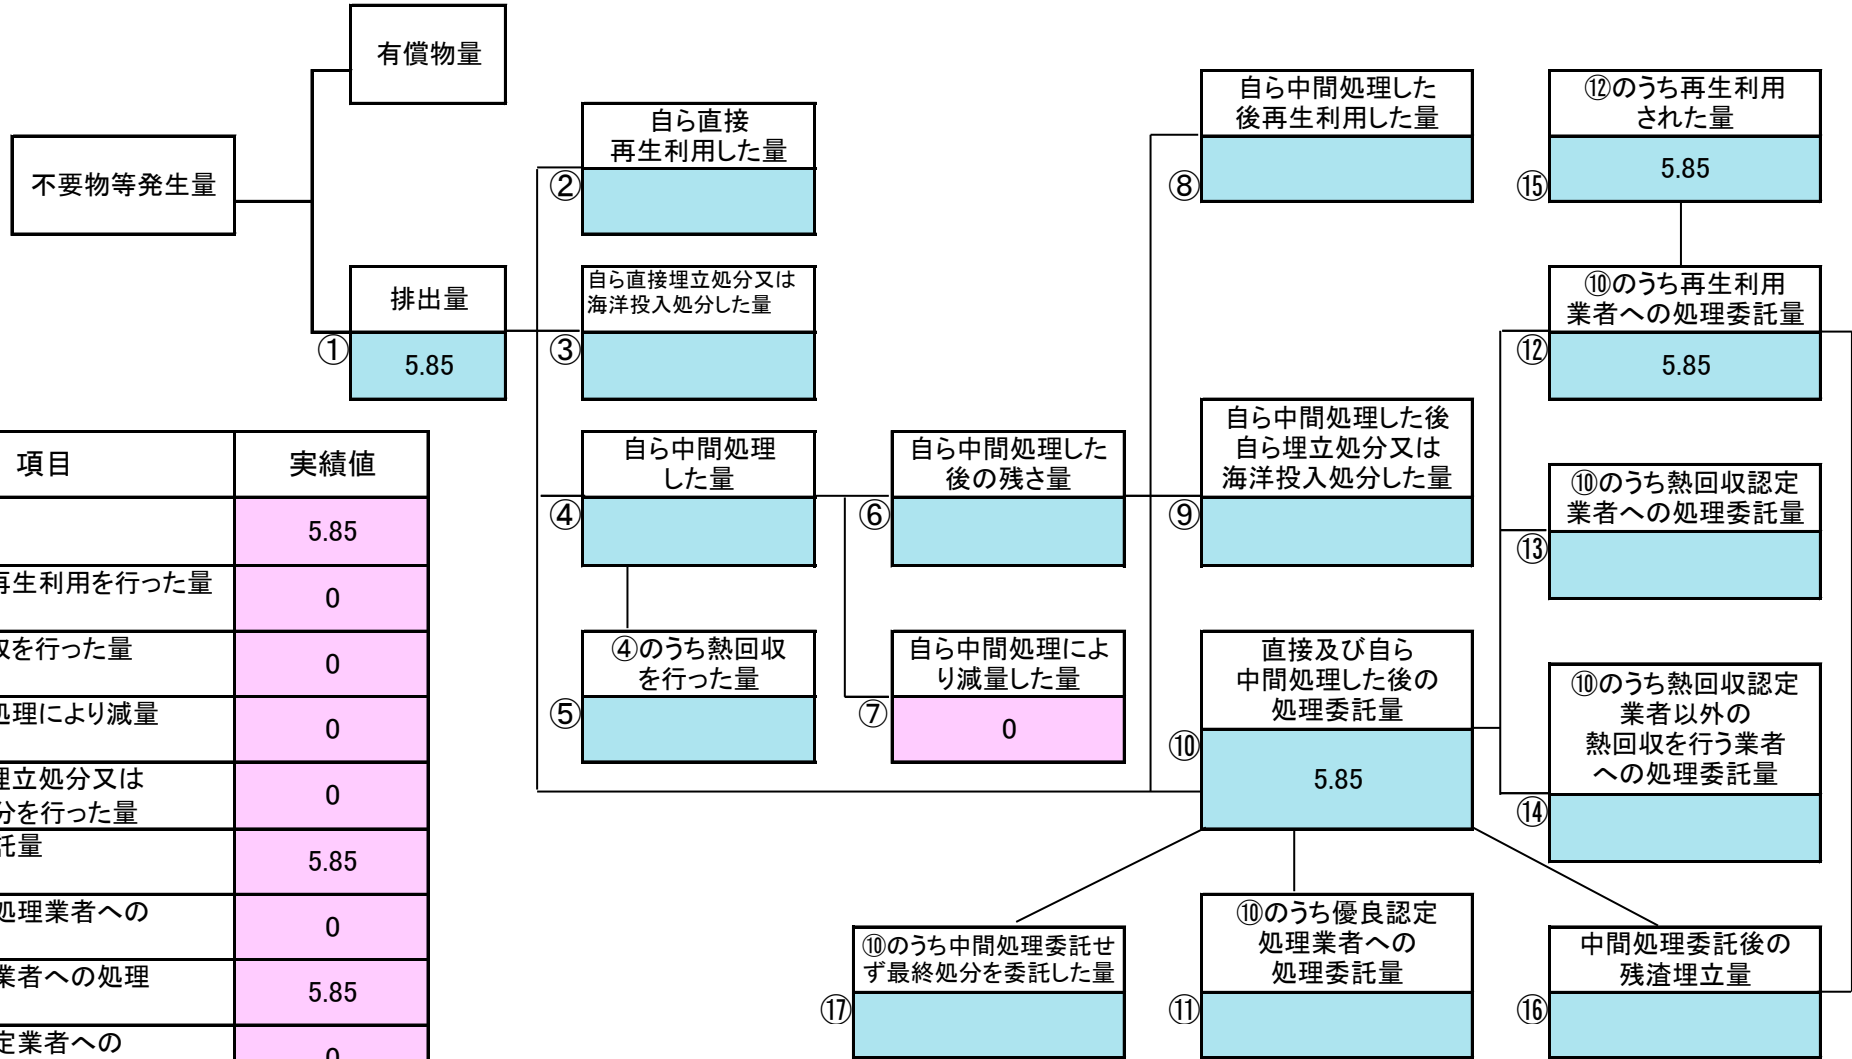 有償物量
不要物等発生量
排出量
①
5.85
自ら直接
再生利用した量
②
自ら直接埋立処分又は
海洋投入処分した量
③
自ら中間処理
した量
④
④のうち熱回収
を行った量
⑤
自ら中間処理した
後の残さ量
⑥
自ら中間処理によ
り減量した量
⑦
0
自ら中間処理した
後再生利用した量
⑧
自ら中間処理した後
自ら埋立処分又は
海洋投入処分した量
⑨
直接及び自ら
中間処理した後の
処理委託量
⑩
5.85
⑫のうち再生利用
された量
⑮
5.85
⑩のうち再生利用
業者への処理委託量
⑫
5.85
⑩のうち熱回収認定
業者への処理委託量
⑬
⑩のうち熱回収認定
業者以外の
熱回収を行う業者
への処理委託量
⑭
⑩のうち中間処理委託せ
ず最終処分を委託した量
⑰
⑩のうち優良認定
処理業者への
処理委託量
⑪
中間処理委託後の
残渣埋立量
⑯
項目 実績値
5.85
再生利用を行った量 0
収を行った量 0
処理により減量 0
埋立処分又は
分を行った量 0
託量 5.85
処理業者への 0
業者への処理 5.85
定業者への 0